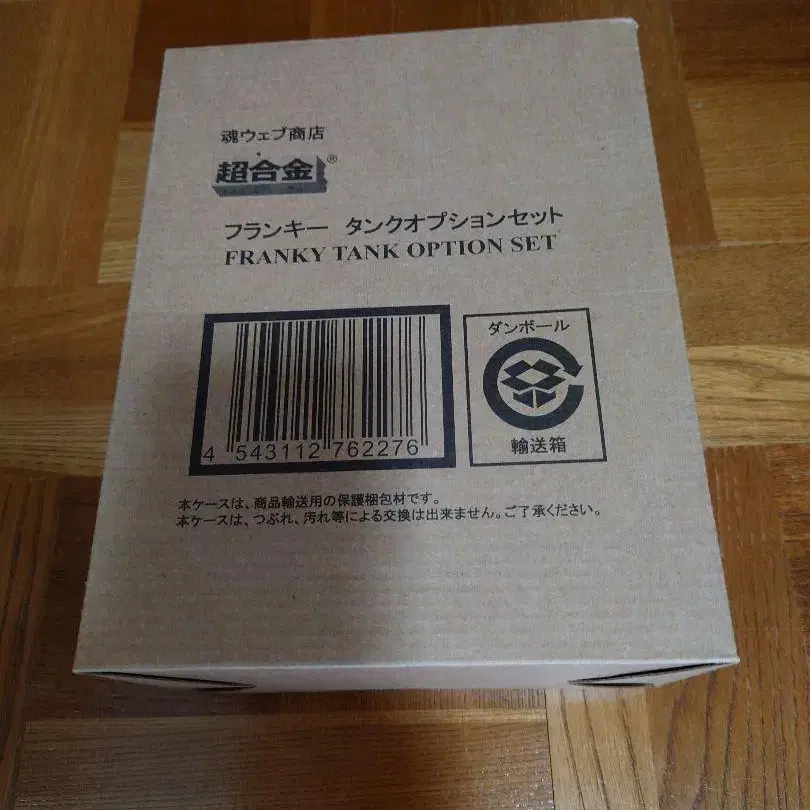 魂ウェブ商店
超合金®
フランキー タンクオプションセット
FRANKY TANK OPTION SET
4 543112 762276
ダンボール
輸送箱
本ケースは、商品輸送用の保護梱包材です。
本ケースは、つぶれ、汚れ等による交換は出来ません。ご了承ください。